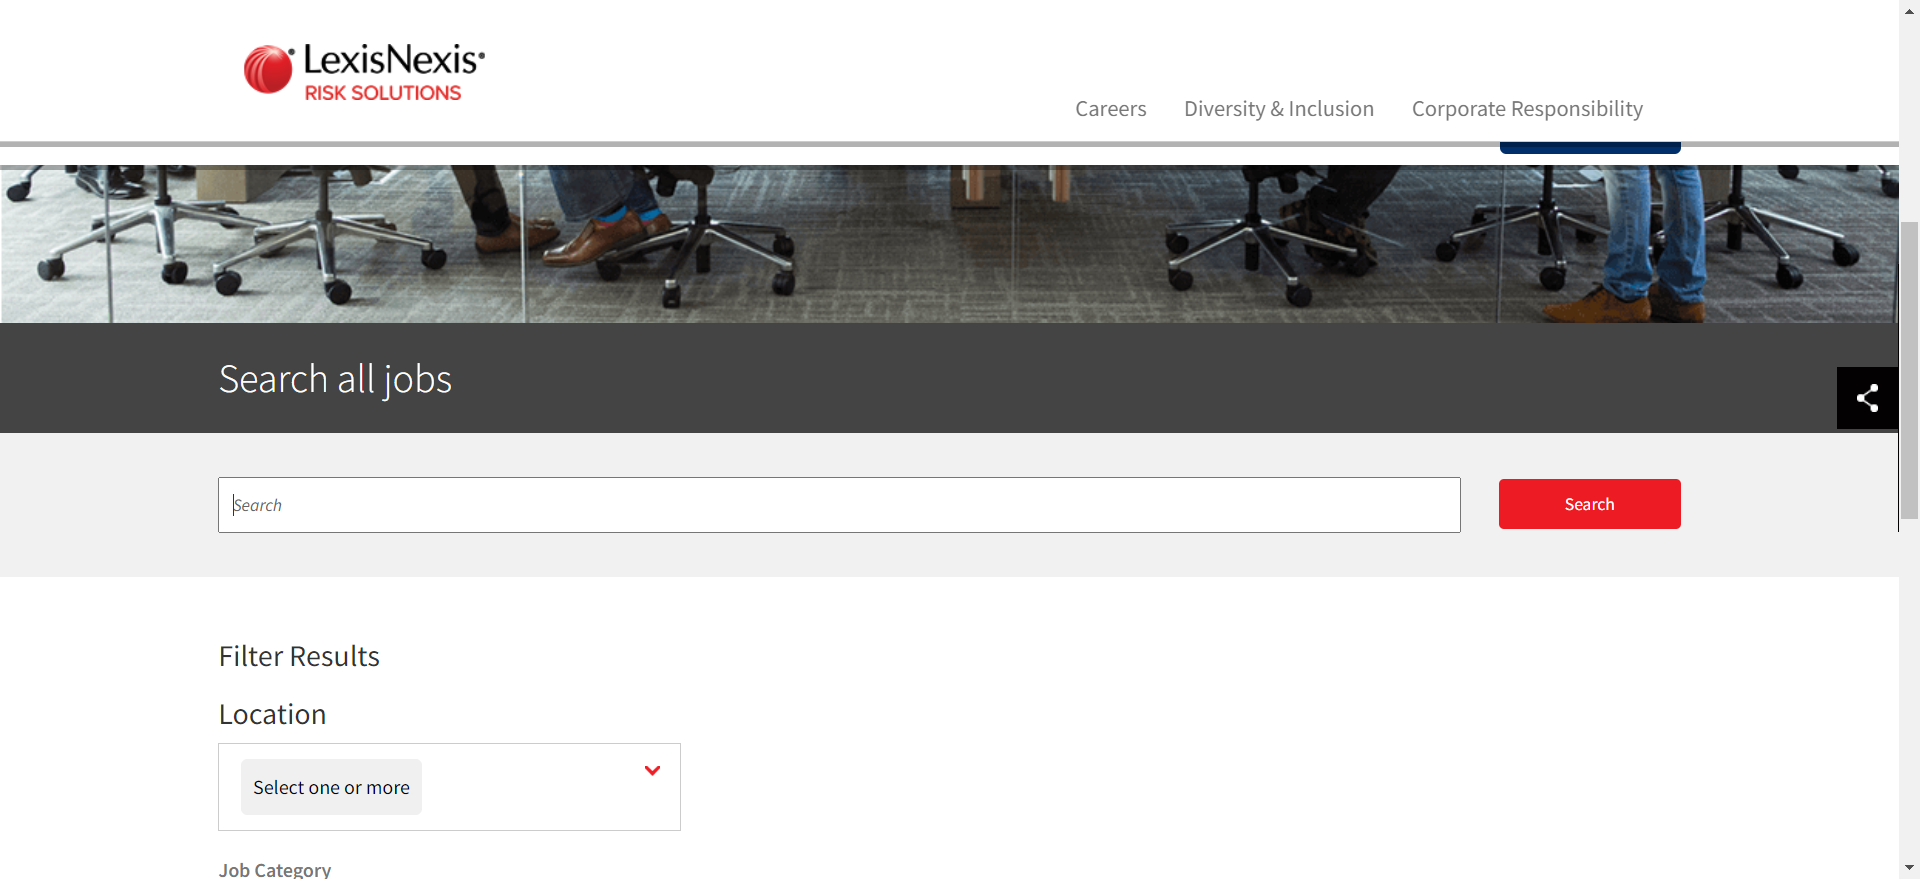 LexisNexis
RISK SOLUTIONS
Careers
Diversity & Inclusion
Corporate Responsibility
Search all jobs
Search
Search
Filter Results
Location
Select one or more
Job Category